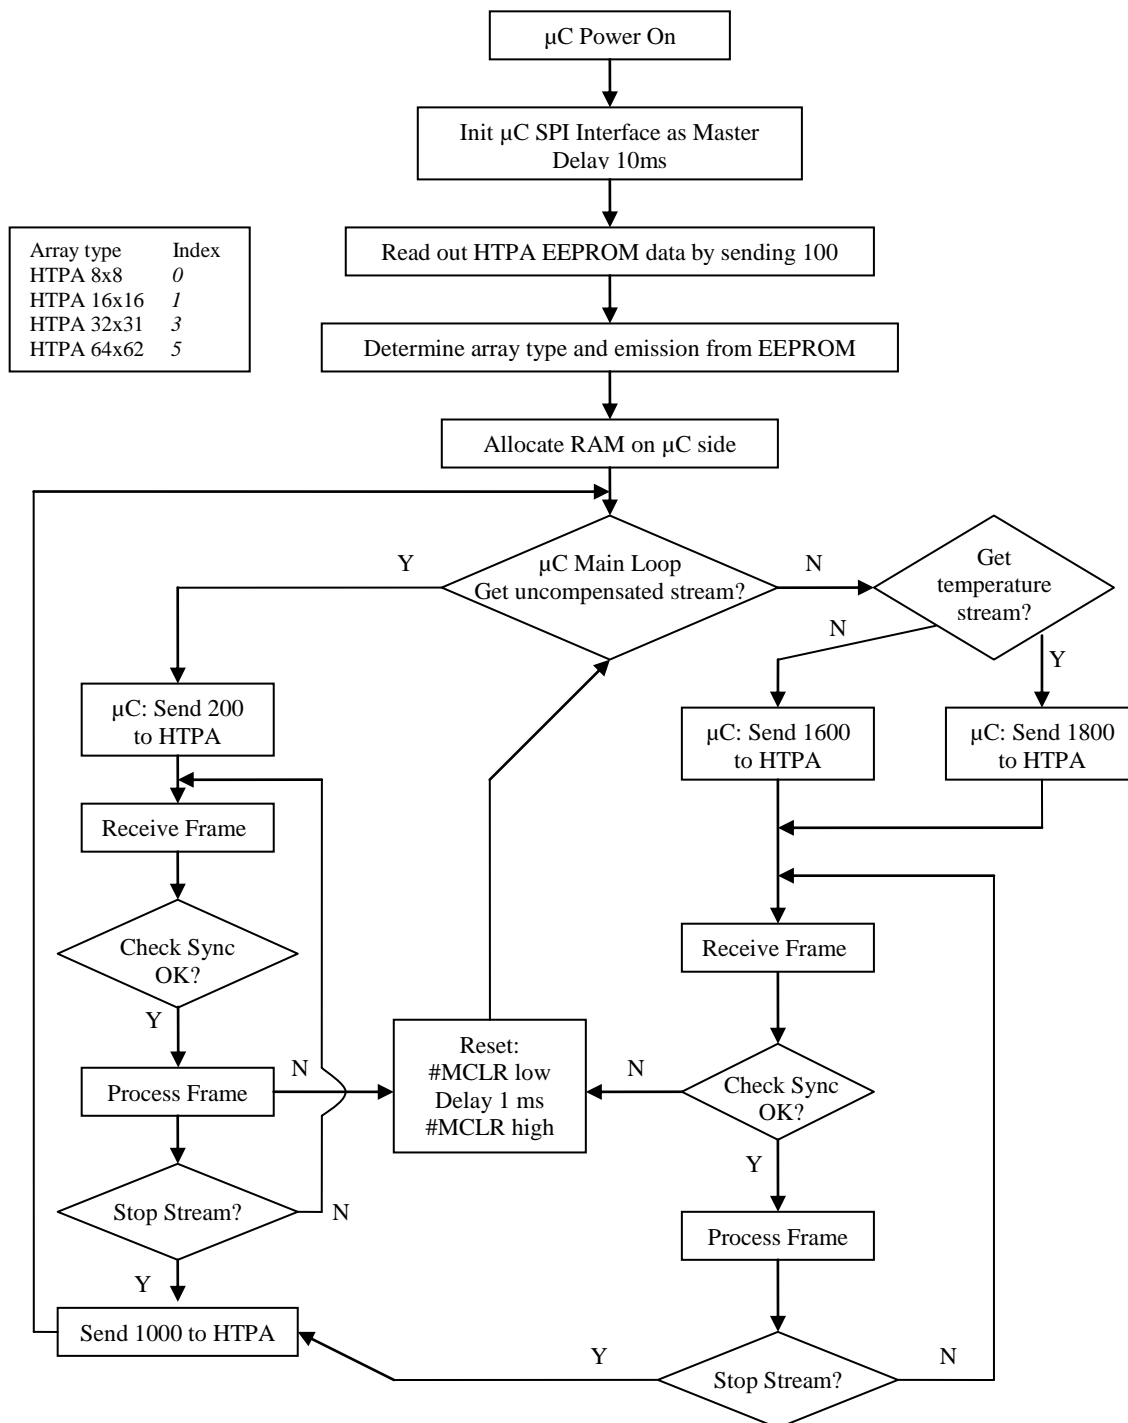 µC Power On
Init µC SPI Interface as Master
Delay 10ms
Read out HTPA EEPROM data by sending 100
Array type Index
HTPA 8x8 0
HTPA 16x16 1
HTPA 32x31 3
HTPA 64x62 5
Determine array type and emission from EEPROM
Allocate RAM on µC side
µC Main Loop
Get uncompensated stream?
Y
N
Get
temperature
stream?
N
Y
µC: Send 200
to HTPA
µC: Send 1600
to HTPA
µC: Send 1800
to HTPA
Receive Frame
Check Sync
OK?
Y
Process Frame
N
Reset:
#MCLR low
Delay 1 ms
#MCLR high
Receive Frame
N
Check Sync
OK?
Y
Process Frame
Stop Stream?
N
Y
Send 1000 to HTPA
Y
Stop Stream?
N